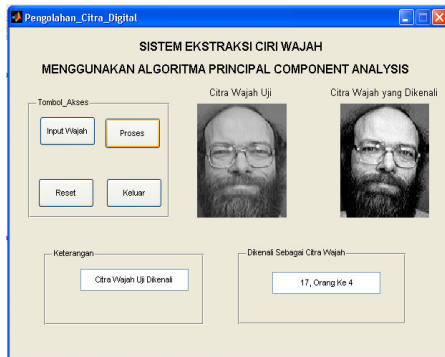 Pengolahan_Citra_Digital
SISTEM EKSTRAKSI CIRI WAJAH
MENGGUNAKAN ALGORITMA PRINCIPAL COMPONENT ANALYSIS
Tombol_Akses
Input Wajah
Proses
Reset
Keluar
Citra Wajah Uji
Citra Wajah yang Dikenali
Keterangan
Citra Wajah Uji Dikenali
Dikenali Sebagai Citra Wajah
17, Orang Ke 4